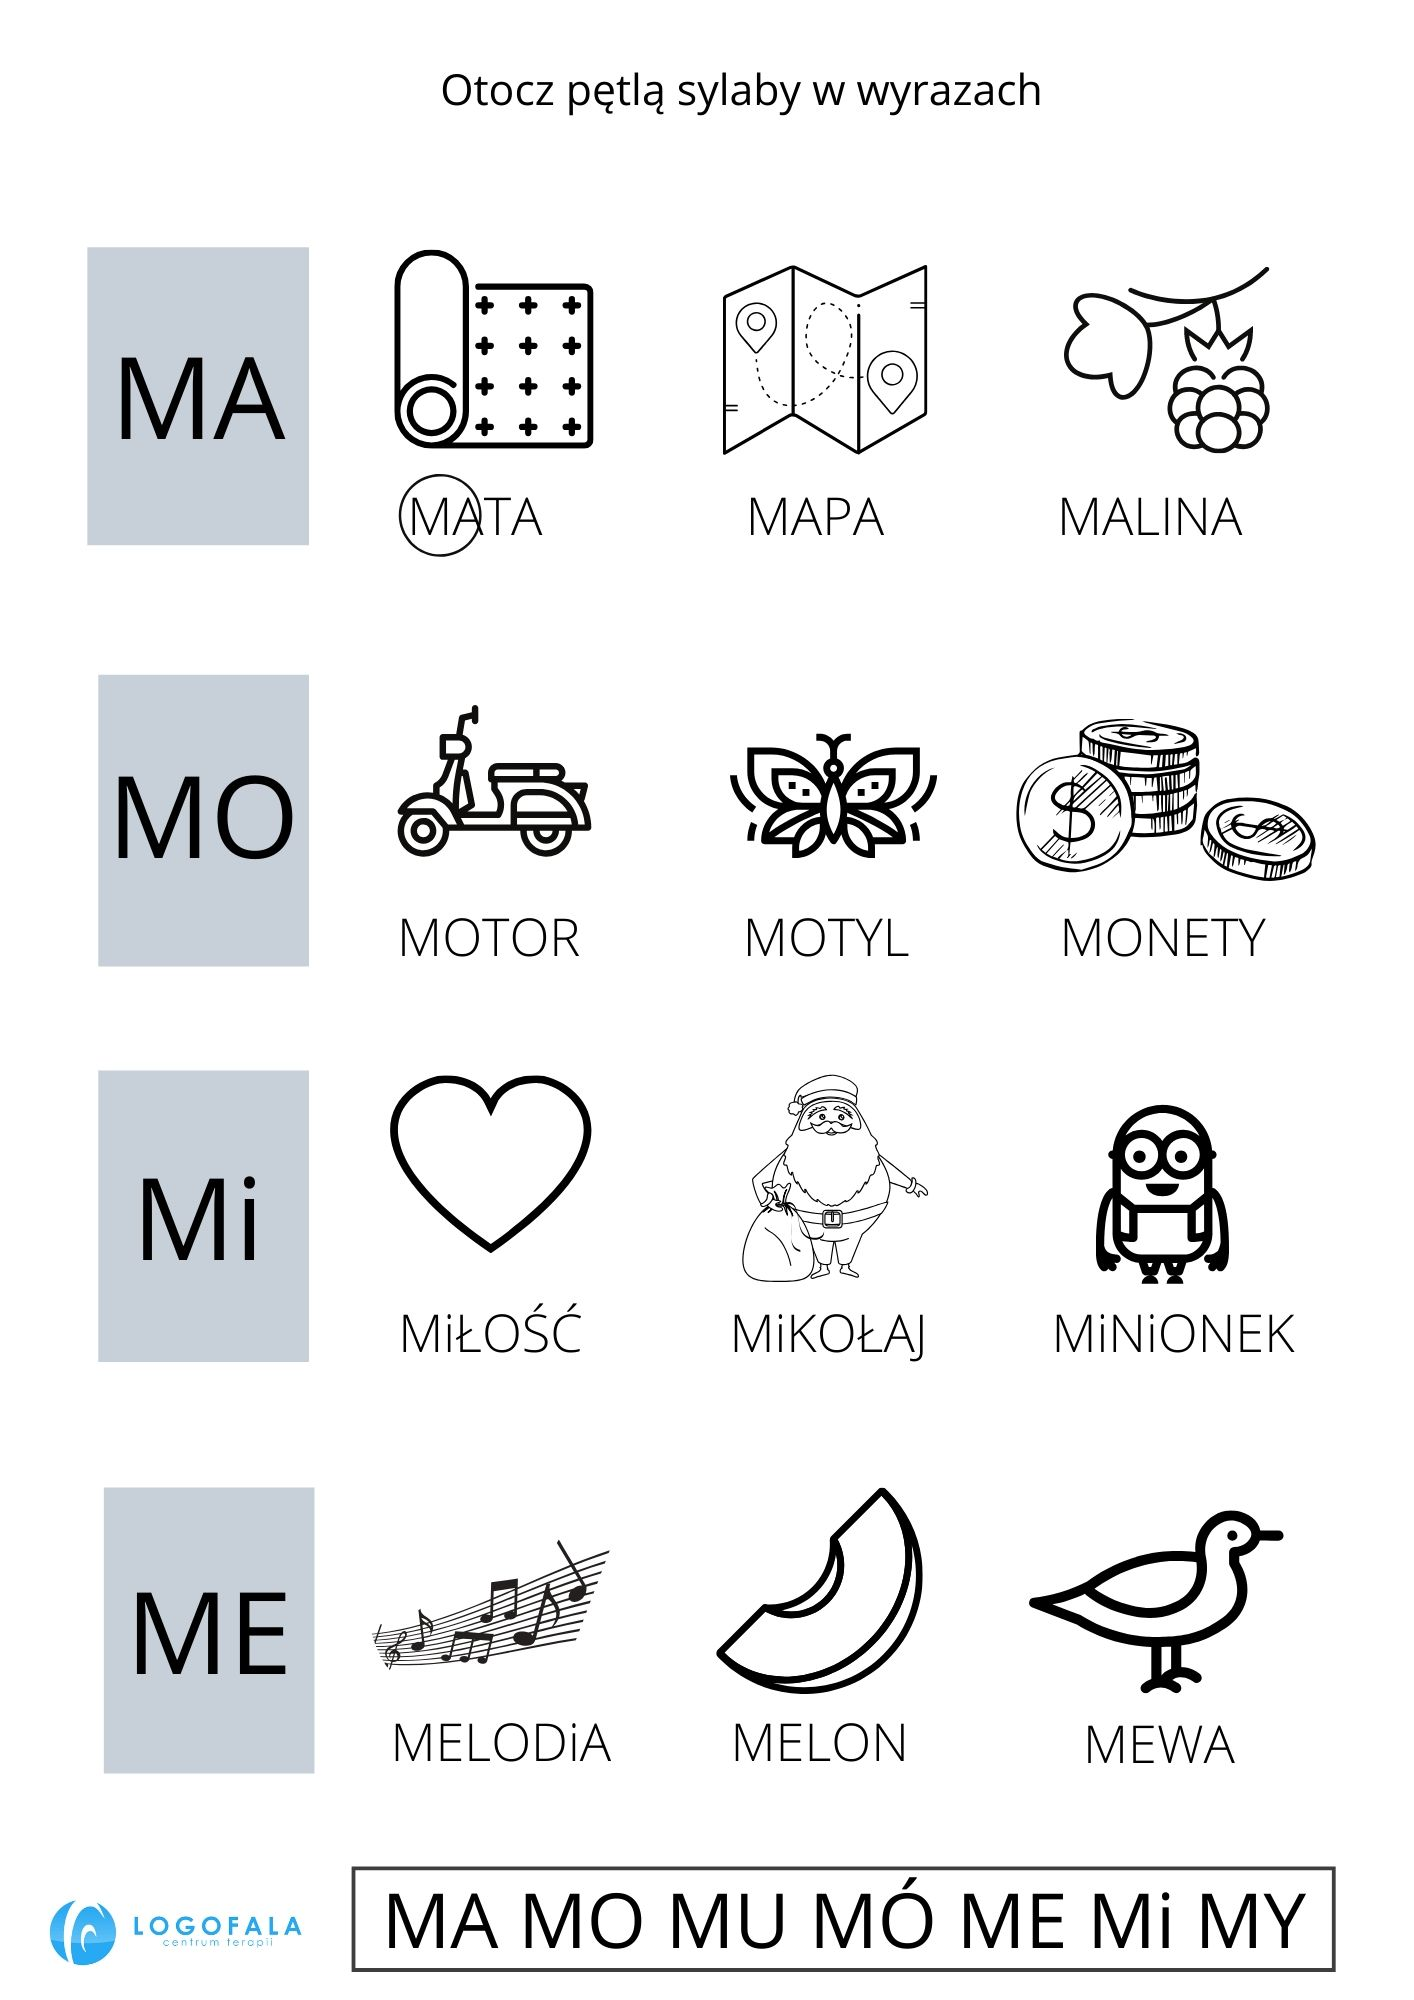 Otocz pętlą sylaby w wyrazach
MA
MATA MAPA MALINA
MO
MOTOR MOTYL MONETY
Mi
MiŁOŚĆ MiKOŁAJ MiNiONEK
ME
MELODiA MELON MEWA
LOGOFALA
centrum terapii
MA MO MU MÓ ME Mi MY